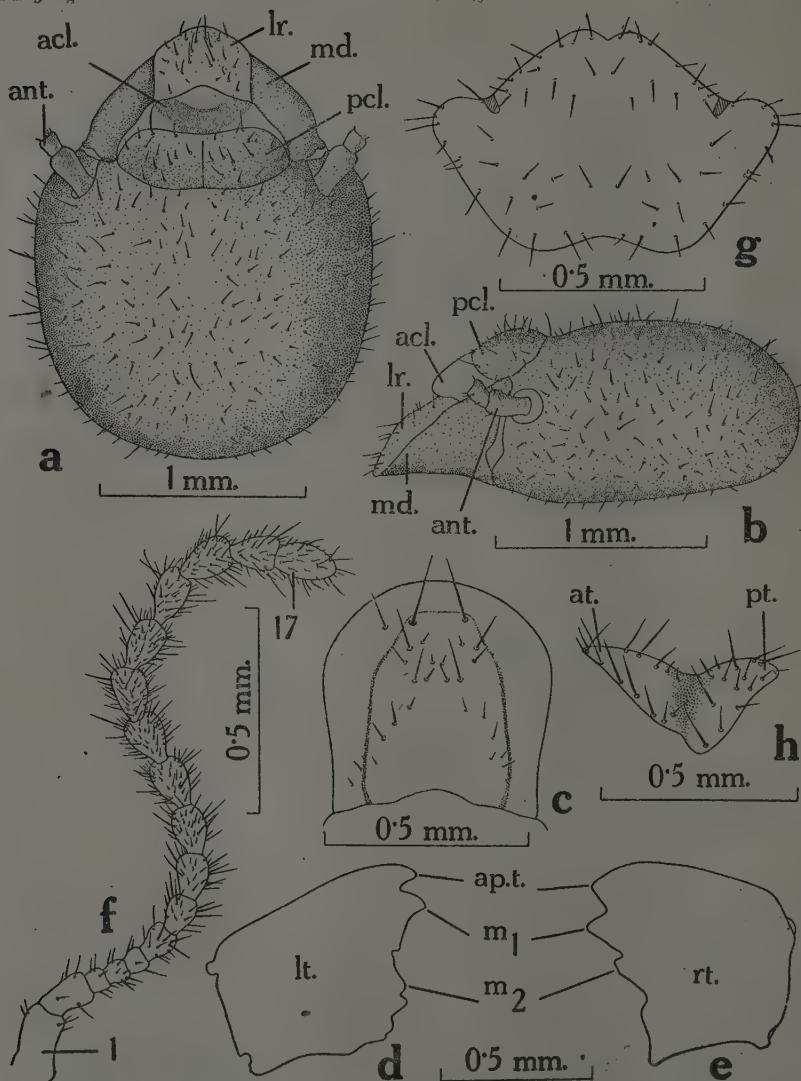 lr.
acl.
md.
ant.
pcl.
a
1 mm.
g
0·5 mm.
pcl.
acl.
lr.
md.
ant.
b
1 mm.
17
0·5 mm.
f
1
c
0·5 mm.
at.
pt.
h
0·5 mm.
ap.t.
m1
m2
lt.
rt.
d
0·5 mm.
e